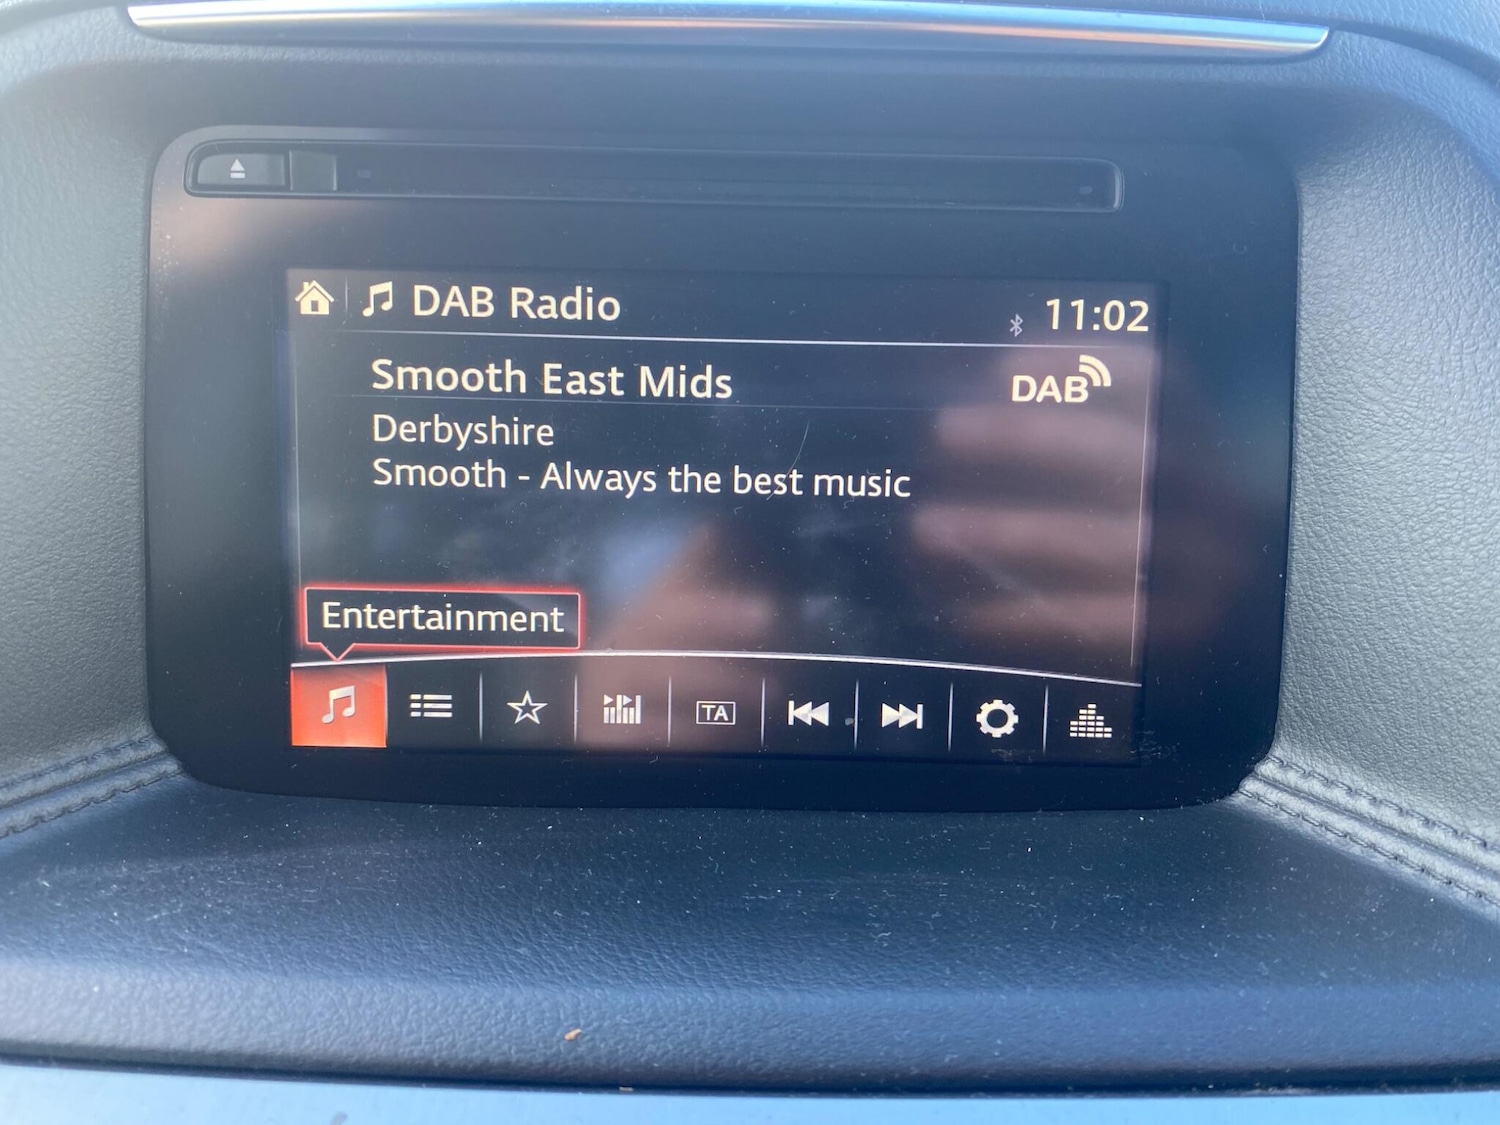 DAB Radio
11:02
Smooth East Mids
DAB
Derbyshire
Smooth - Always the best music
Entertainment
TA